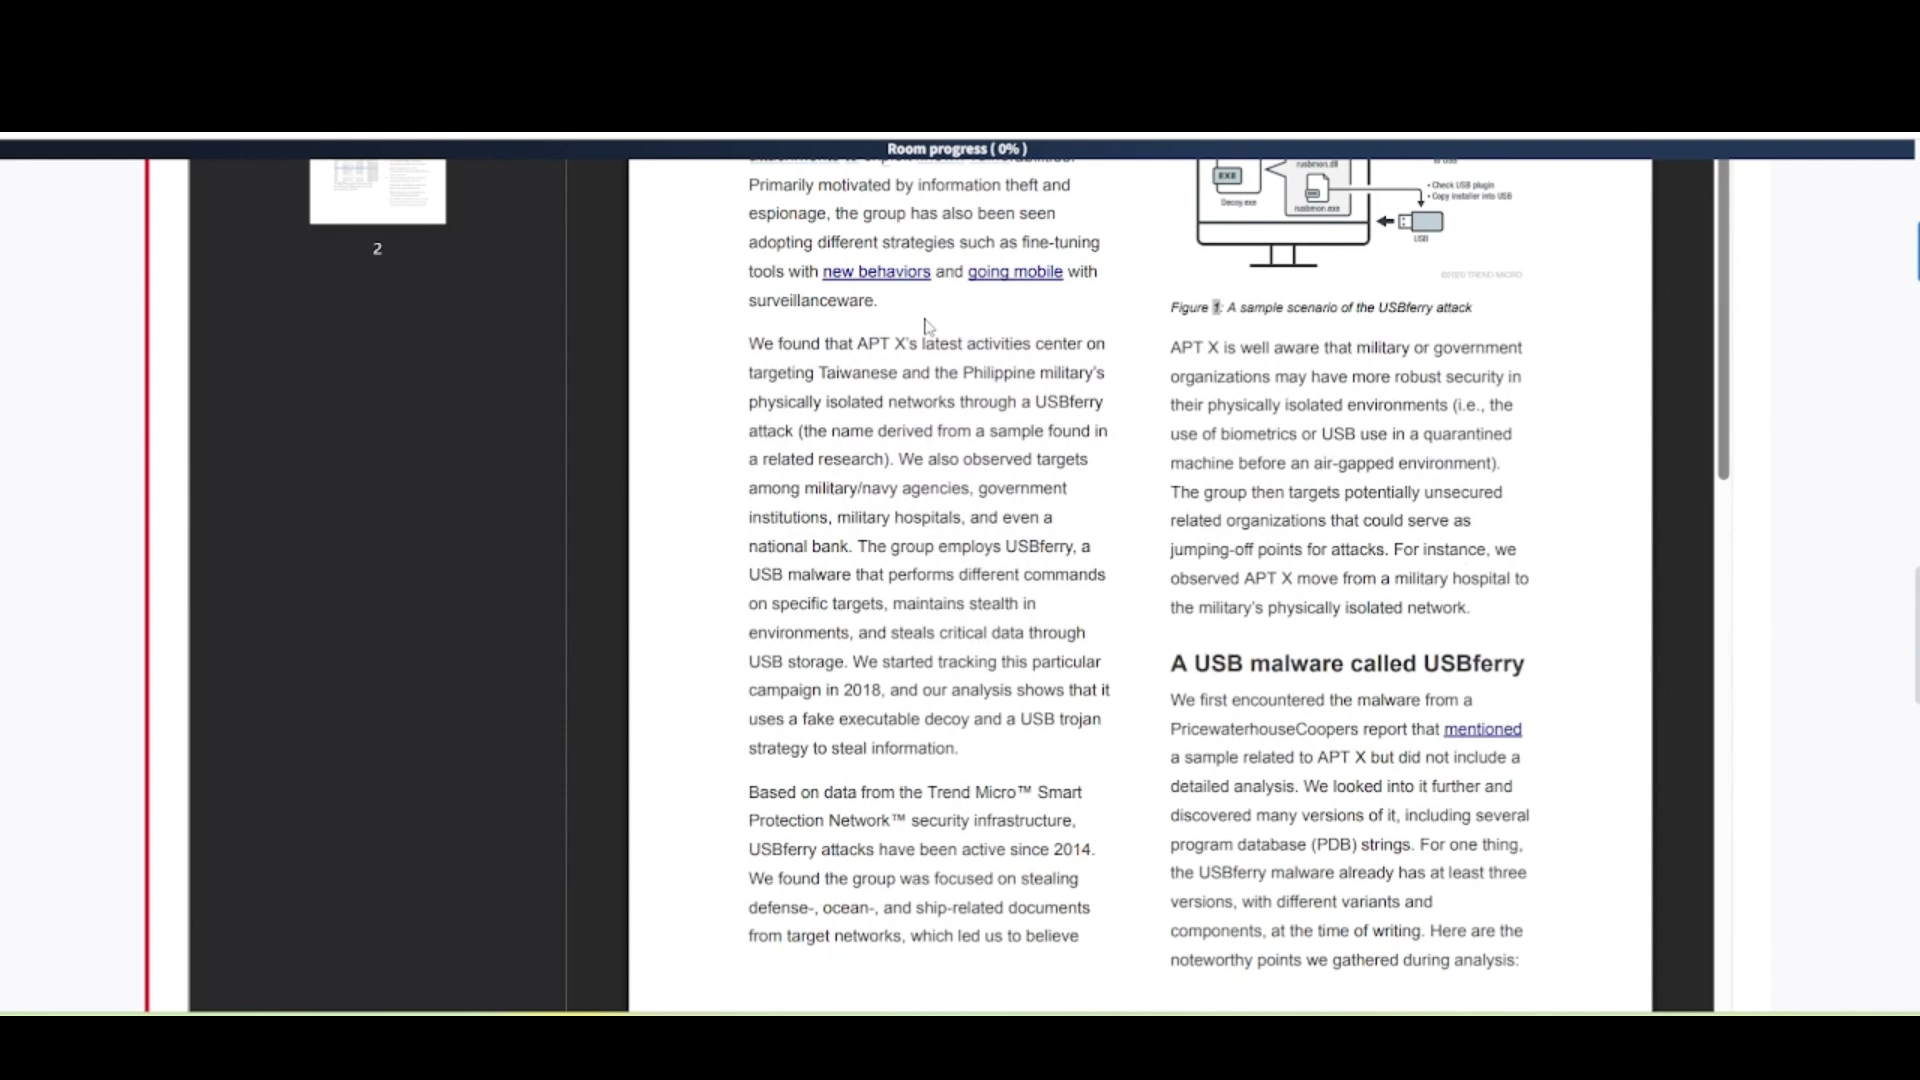 Room progress ( 0% )
2
Primarily motivated by information theft and
espionage, the group has also been seen
adopting different strategies such as fine-tuning
tools with new behaviors and going mobile with
surveillanceware.
We found that APT X's latest activities center on
targeting Taiwanese and the Philippine military's
physically isolated networks through a USBferry
attack (the name derived from a sample found in
a related research). We also observed targets
among military/navy agencies, government
institutions, military hospitals, and even a
national bank. The group employs USBferry, a
USB malware that performs different commands
on specific targets, maintains stealth in
environments, and steals critical data through
USB storage. We started tracking this particular
campaign in 2018, and our analysis shows that it
uses a fake executable decoy and a USB trojan
strategy to steal information.
Based on data from the Trend Micro™ Smart
Protection Network™ security infrastructure,
USBferry attacks have been active since 2014.
We found the group was focused on stealing
defense-, ocean-, and ship-related documents
from target networks, which led us to believe
rusbmon.dll
EXE
Decoy.exe
rusbmon.exe
• Check USB plugin
• Copy installer into USB
USB
©2020 TREND MICRO
Figure 1: A sample scenario of the USBferry attack
APT X is well aware that military or government
organizations may have more robust security in
their physically isolated environments (i.e., the
use of biometrics or USB use in a quarantined
machine before an air-gapped environment).
The group then targets potentially unsecured
related organizations that could serve as
jumping-off points for attacks. For instance, we
observed APT X move from a military hospital to
the military's physically isolated network.
A USB malware called USBferry
We first encountered the malware from a
PricewaterhouseCoopers report that mentioned
a sample related to APT X but did not include a
detailed analysis. We looked into it further and
discovered many versions of it, including several
program database (PDB) strings. For one thing,
the USBferry malware already has at least three
versions, with different variants and
components, at the time of writing. Here are the
noteworthy points we gathered during analysis: